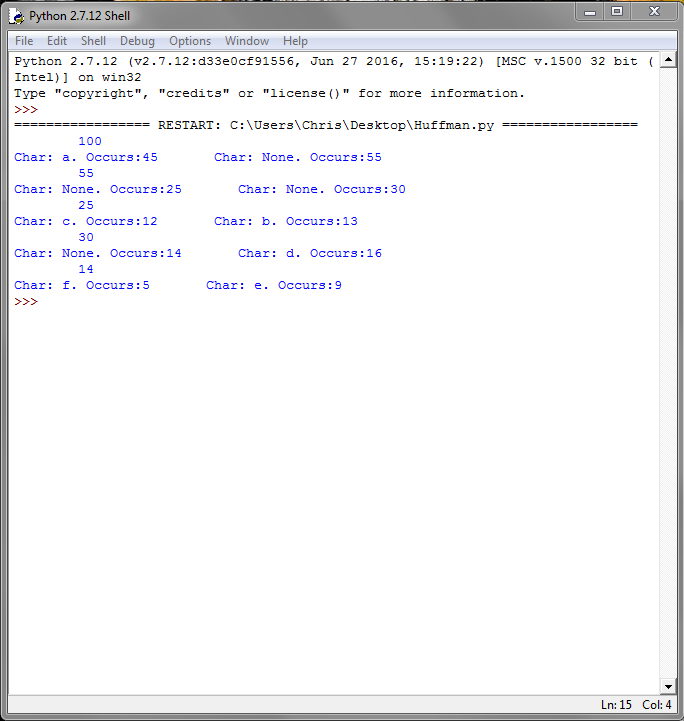 Python 2.7.12 Shell
File Edit Shell Debug Options Window Help
Python 2.7.12 (v2.7.12:d33e0cf91556, Jun 27 2016, 15:19:22) [MSC v.1500 32 bit (
Intel)] on win32
Type "copyright", "credits" or "license()" for more information.
>>>
================= RESTART: C:\Users\Chris\Desktop\Huffman.py =================
        100
Char: a. Occurs:45       Char: None. Occurs:55
        55
Char: None. Occurs:25       Char: None. Occurs:30
        25
Char: c. Occurs:12       Char: b. Occurs:13
        30
Char: None. Occurs:14       Char: d. Occurs:16
        14
Char: f. Occurs:5       Char: e. Occurs:9
>>>
Ln: 15 Col: 4